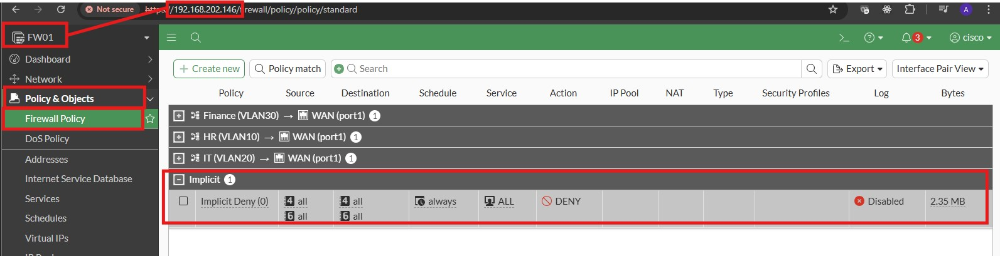 Not secure https://192.168.202.146/firewall/policy/policy/standard A
FW01
3 cisco
Dashboard
Network
Policy & Objects
Firewall Policy
DoS Policy
Addresses
Internet Service Database
Services
Schedules
Virtual IPs
Create new Policy match Search Export Interface Pair View
Policy Source Destination Schedule Service Action IP Pool NAT Type Security Profiles Log Bytes
Finance (VLAN30) → WAN (port1) 1
HR (VLAN10) → WAN (port1) 1
IT (VLAN20) → WAN (port1) 1
Implicit 1
Implicit Deny (0) 4 all 4 all always ALL DENY Disabled 2.35 MB
6 all 6 all